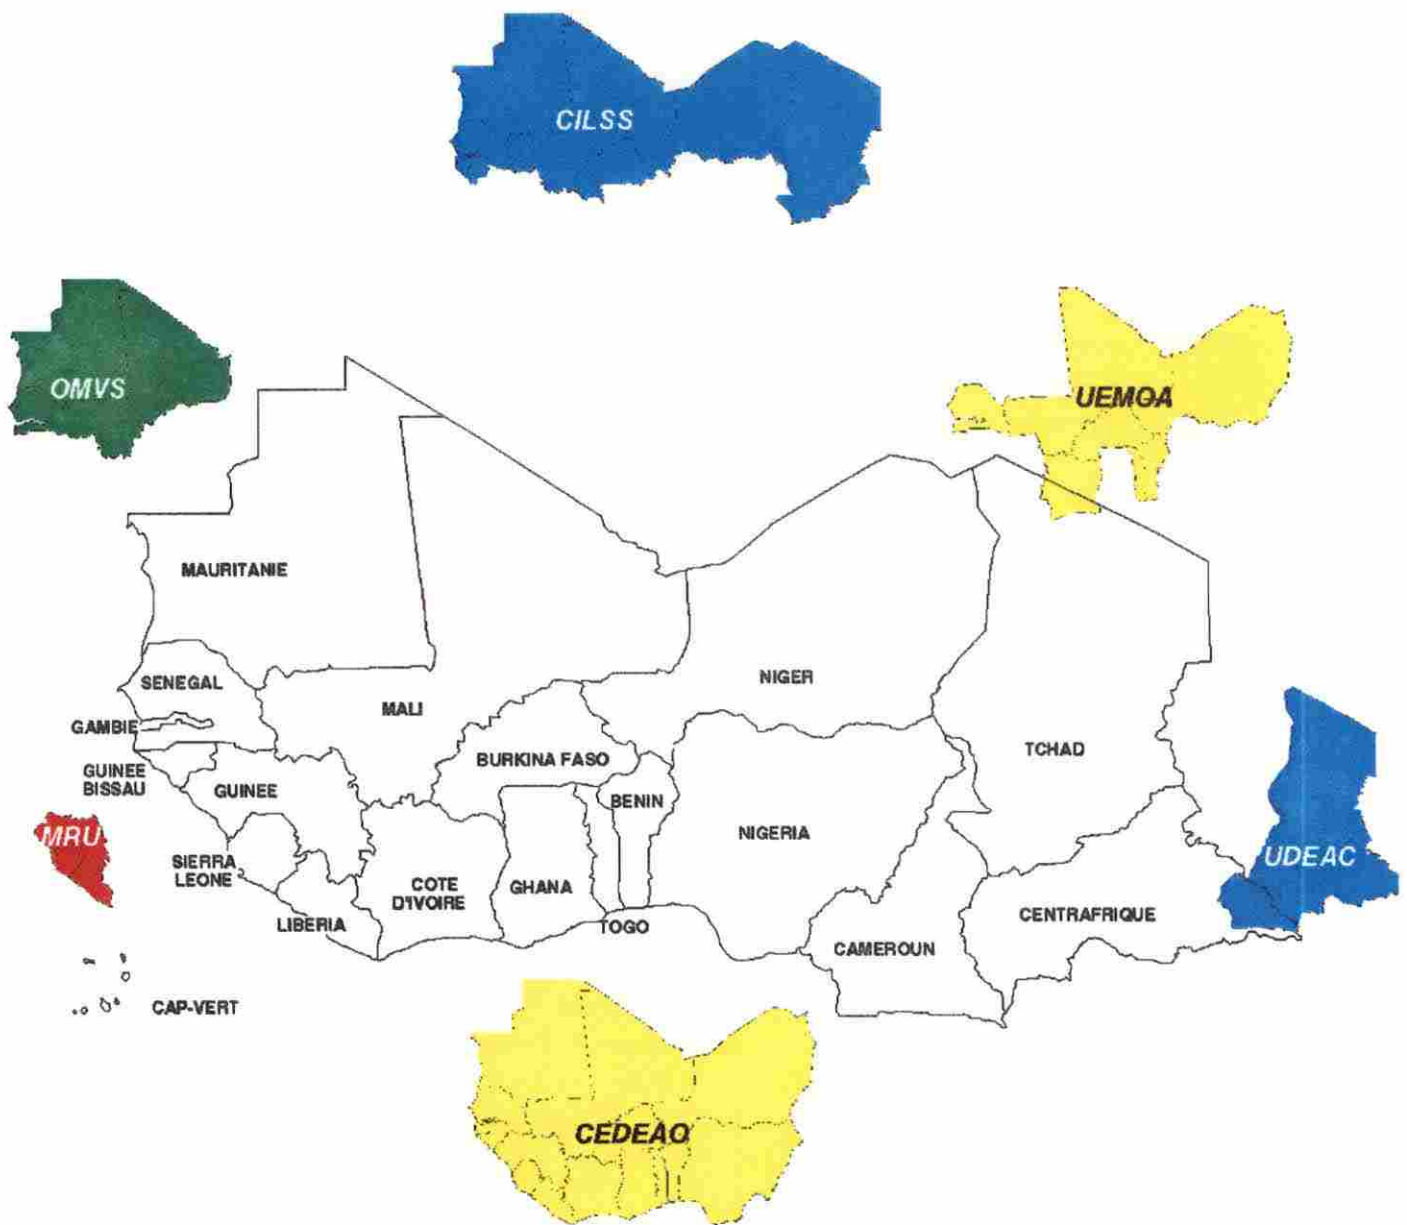 CILSS
OMVS
UEMOA
MAURITANIE
SENEGAL
MALI
NIGER
GAMBIE
TCHAD
BURKINA FASO
GUINEE
BISSAU
GUINEE
BENIN
NIGERIA
MRU
SIERRA
LEONE
UDEAC
COTE
D'IVOIRE
GHANA
CENTRAFRIQUE
LIBERIA
TOGO
CAMEROUN
CAP-VERT
CEDEAO